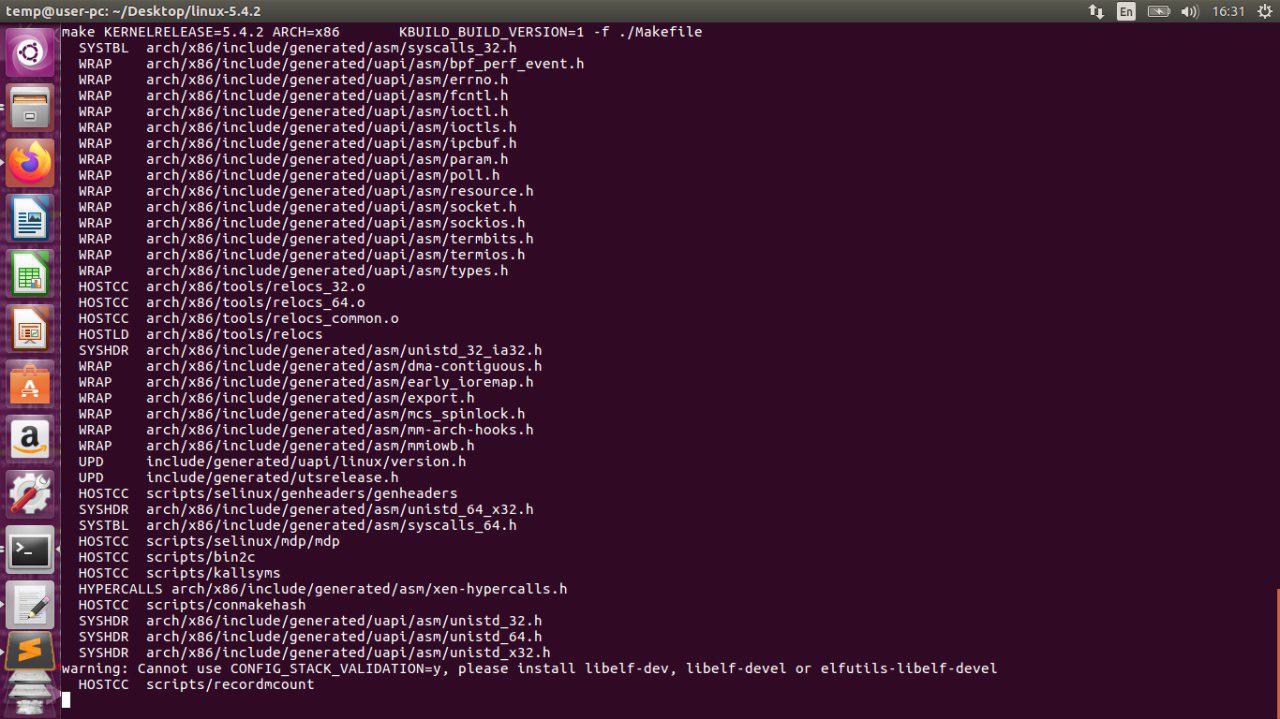 temp@user-pc: ~/Desktop/linux-5.4.2
En
16:31
make KERNELRELEASE=5.4.2 ARCH=x86 KBUILD_BUILD_VERSION=1 -f ./Makefile
SYSTBL arch/x86/include/generated/asm/syscalls_32.h
WRAP arch/x86/include/generated/uapi/asm/bpf_perf_event.h
WRAP arch/x86/include/generated/uapi/asm/errno.h
WRAP arch/x86/include/generated/uapi/asm/fcntl.h
WRAP arch/x86/include/generated/uapi/asm/ioctl.h
WRAP arch/x86/include/generated/uapi/asm/ioctls.h
WRAP arch/x86/include/generated/uapi/asm/ipcbuf.h
WRAP arch/x86/include/generated/uapi/asm/param.h
WRAP arch/x86/include/generated/uapi/asm/poll.h
WRAP arch/x86/include/generated/uapi/asm/resource.h
WRAP arch/x86/include/generated/uapi/asm/socket.h
WRAP arch/x86/include/generated/uapi/asm/sockios.h
WRAP arch/x86/include/generated/uapi/asm/termbits.h
WRAP arch/x86/include/generated/uapi/asm/termios.h
WRAP arch/x86/include/generated/uapi/asm/types.h
HOSTCC arch/x86/tools/relocs_32.o
HOSTCC arch/x86/tools/relocs_64.o
HOSTCC arch/x86/tools/relocs_common.o
HOSTLD arch/x86/tools/relocs
SYSHDR arch/x86/include/generated/asm/unistd_32_ia32.h
WRAP arch/x86/include/generated/asm/dma-contiguous.h
WRAP arch/x86/include/generated/asm/early_ioremap.h
WRAP arch/x86/include/generated/asm/export.h
WRAP arch/x86/include/generated/asm/mcs_spinlock.h
WRAP arch/x86/include/generated/asm/mm-arch-hooks.h
WRAP arch/x86/include/generated/asm/mmiowb.h
UPD include/generated/uapi/linux/version.h
UPD include/generated/utsrelease.h
HOSTCC scripts/selinux/genheaders/genheaders
SYSHDR arch/x86/include/generated/asm/unistd_64_x32.h
SYSTBL arch/x86/include/generated/asm/syscalls_64.h
HOSTCC scripts/selinux/mdp/mdp
HOSTCC scripts/bin2c
HOSTCC scripts/kallsyms
HYPERCALLS arch/x86/include/generated/asm/xen-hypercalls.h
HOSTCC scripts/conmakehash
SYSHDR arch/x86/include/generated/uapi/asm/unistd_32.h
SYSHDR arch/x86/include/generated/uapi/asm/unistd_64.h
SYSHDR arch/x86/include/generated/uapi/asm/unistd_x32.h
warning: Cannot use CONFIG_STACK_VALIDATION=y, please install libelf-dev, libelf-devel or elfutils-libelf-devel
HOSTCC scripts/recordmcount